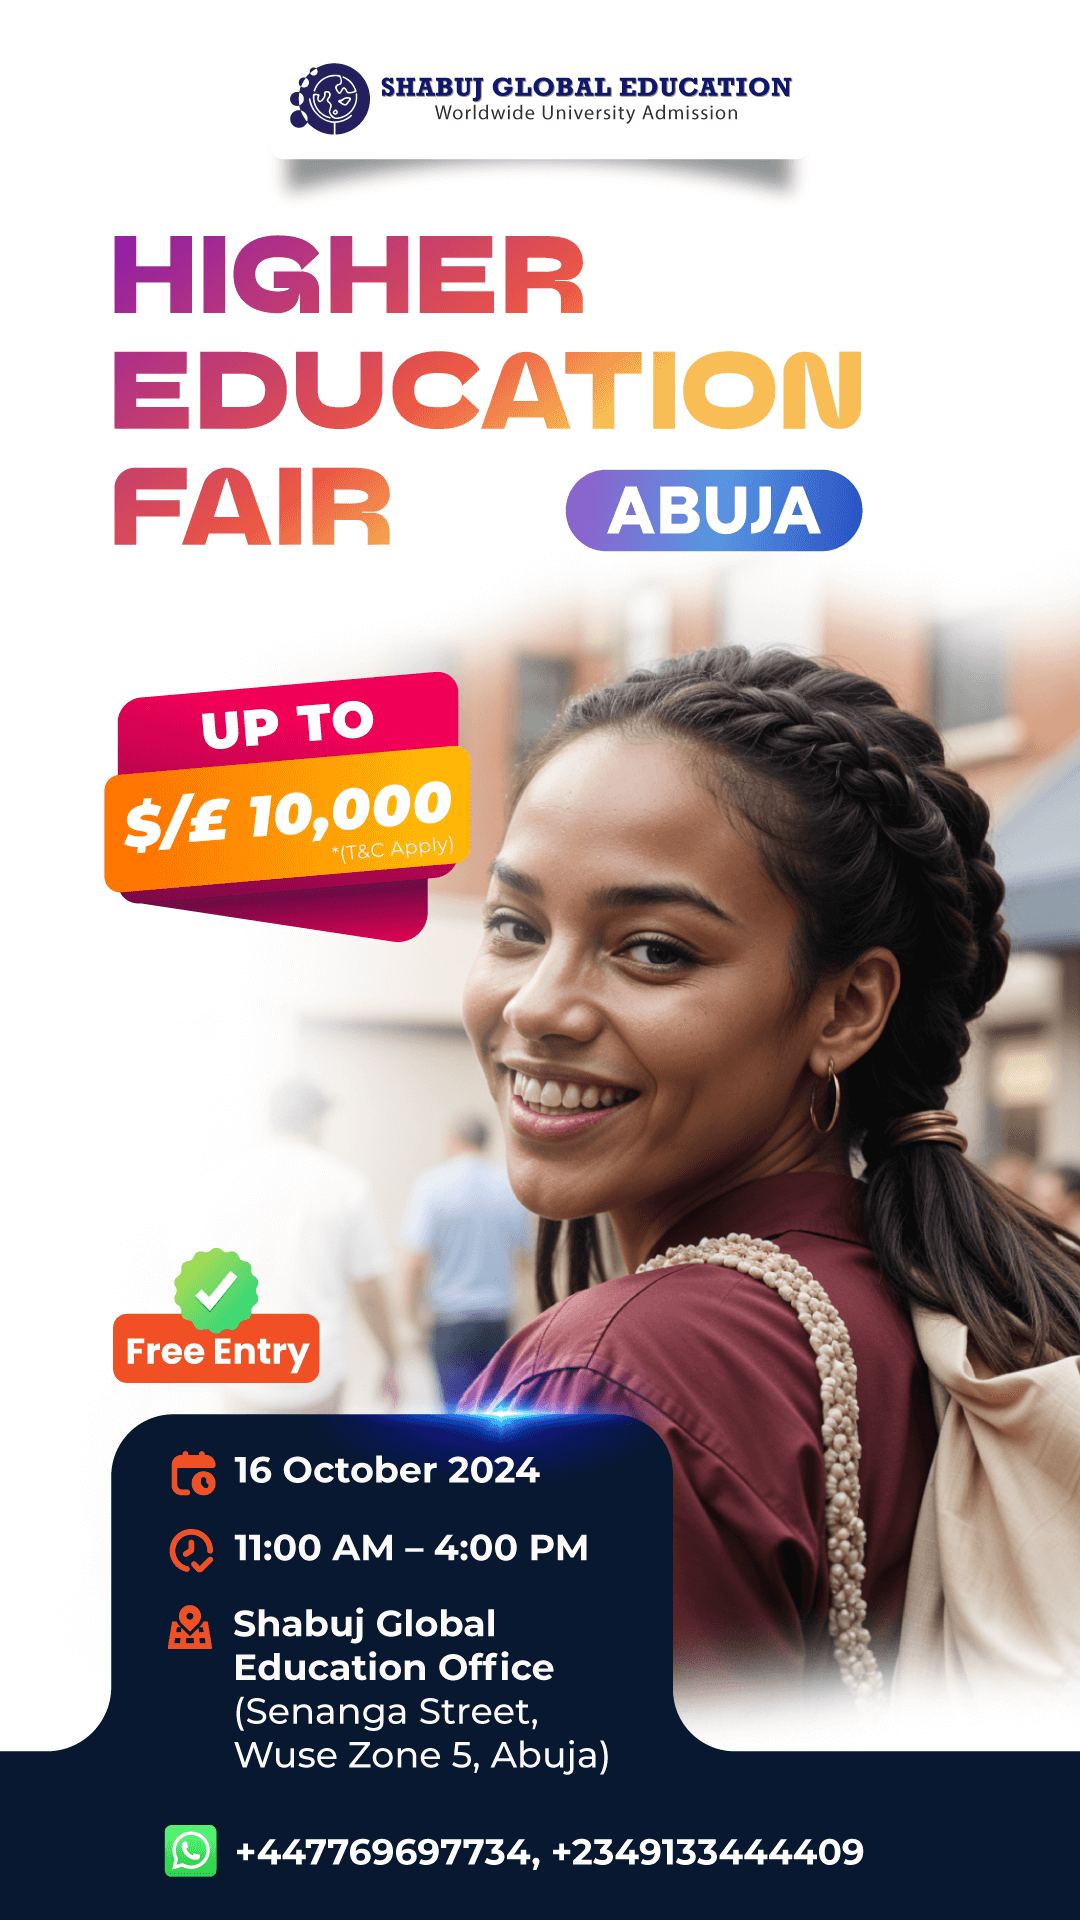 SHABUJ GLOBAL EDUCATION
Worldwide University Admission
HIGHER
EDUCATION
FAIR
ABUJA
UP TO
$/£ 10,000
*(T&C Apply)
Free Entry
16 October 2024
11:00 AM – 4:00 PM
Shabuj Global
Education Office
(Senanga Street,
Wuse Zone 5, Abuja)
+447769697734, +2349133444409